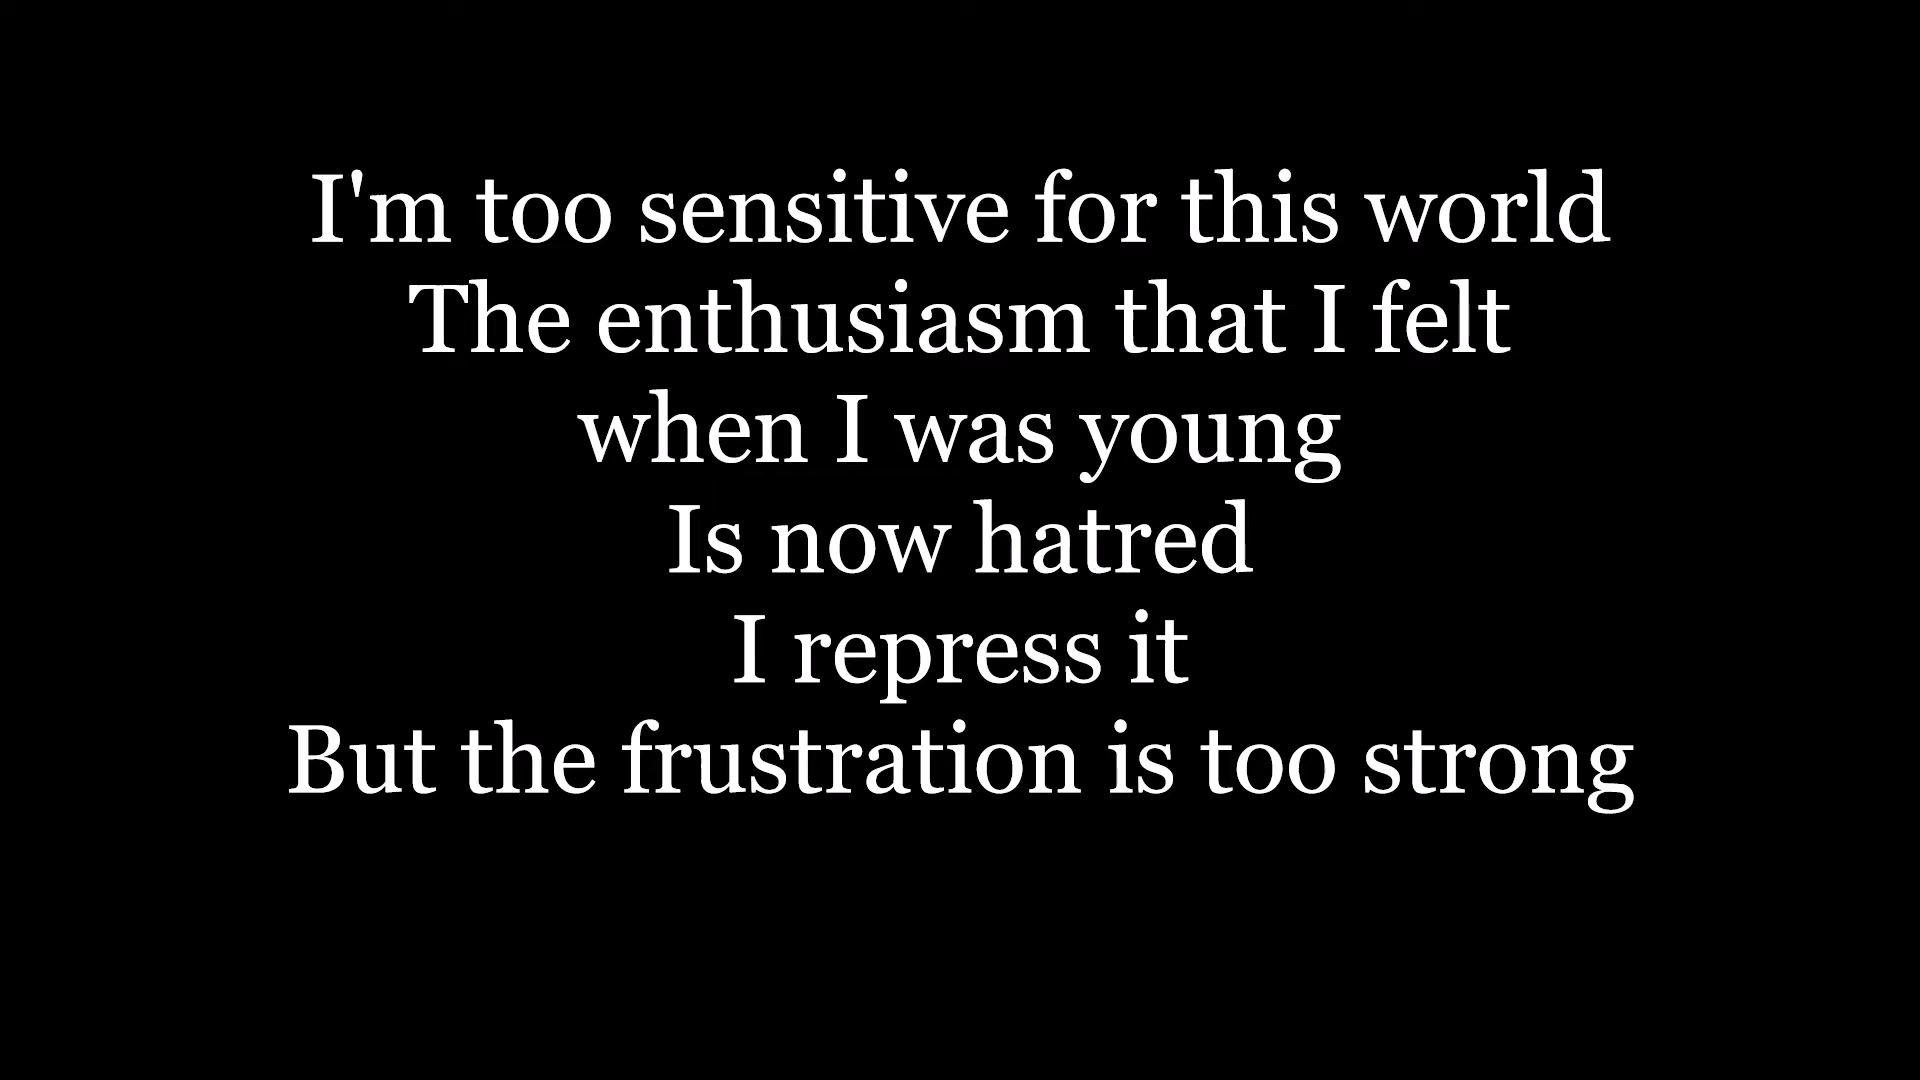 I'm too sensitive for this world
The enthusiasm that I felt
when I was young
Is now hatred
I repress it
But the frustration is too strong